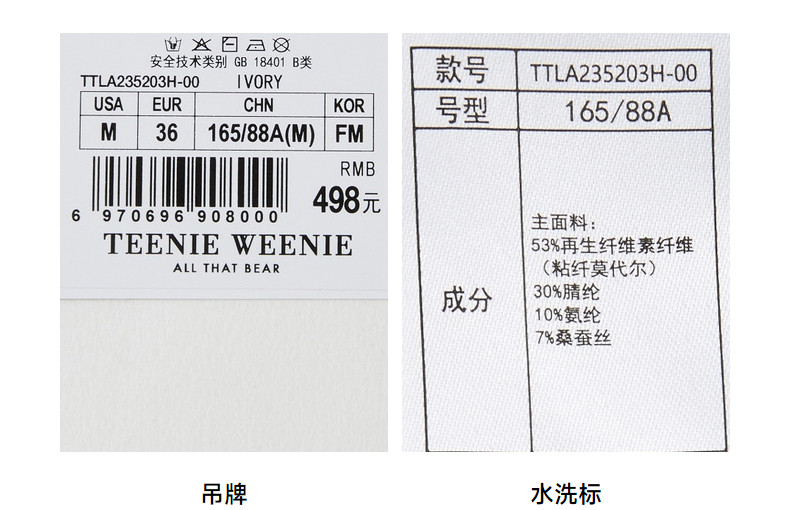 安全技术类别 GB 18401 B类
TTLA235203H-00 IVORY
USA EUR CHN KOR
M 36 165/88A(M) FM
RMB
498元
6 970696 908000
TEENIE WEENIE
ALL THAT BEAR
吊牌
款号 TTLA235203H-00
号型 165/88A
成分
主面料：
53%再生纤维素纤维
（粘纤莫代尔）
30%腈纶
10%氨纶
7%桑蚕丝
水洗标